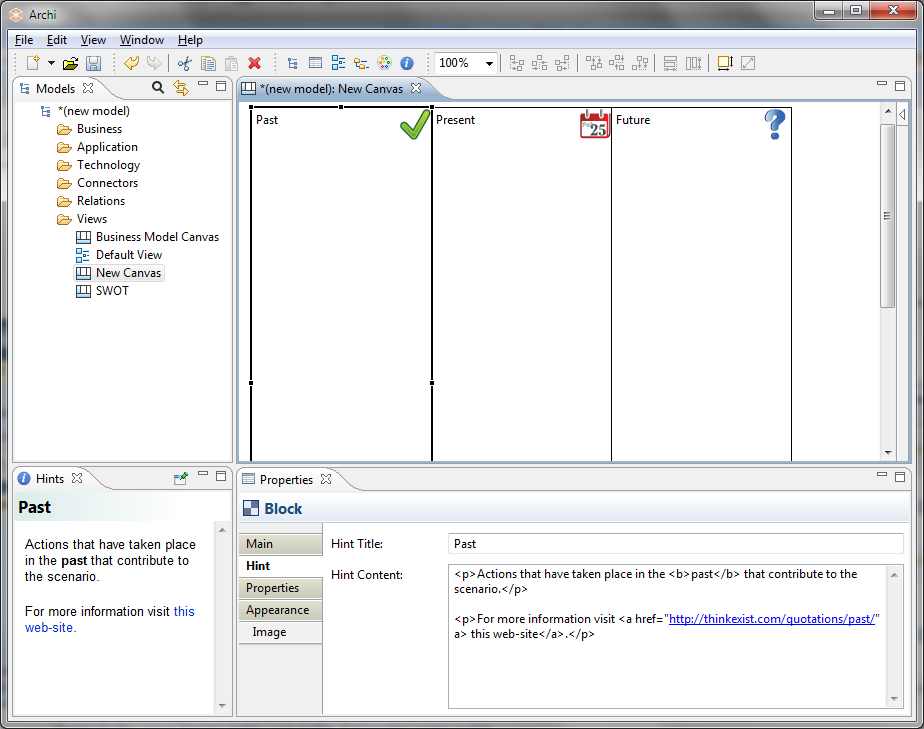 Archi
File Edit View Window Help
100%
Models
*(new model)
Business
Application
Technology
Connectors
Relations
Views
Business Model Canvas
Default View
New Canvas
SWOT
*(new model): New Canvas
Past
Present
25
Future
Hints
Past
Actions that have taken place
in the past that contribute to
the scenario.
For more information visit this
web-site.
Properties
Block
Main
Hint
Properties
Appearance
Image
Hint Title:
Past
Hint Content:
<p>Actions that have taken place in the <b>past</b> that contribute to the
scenario.</p>
<p>For more information visit <a href="http://thinkexist.com/quotations/past/"
a> this web-site</a>.</p>